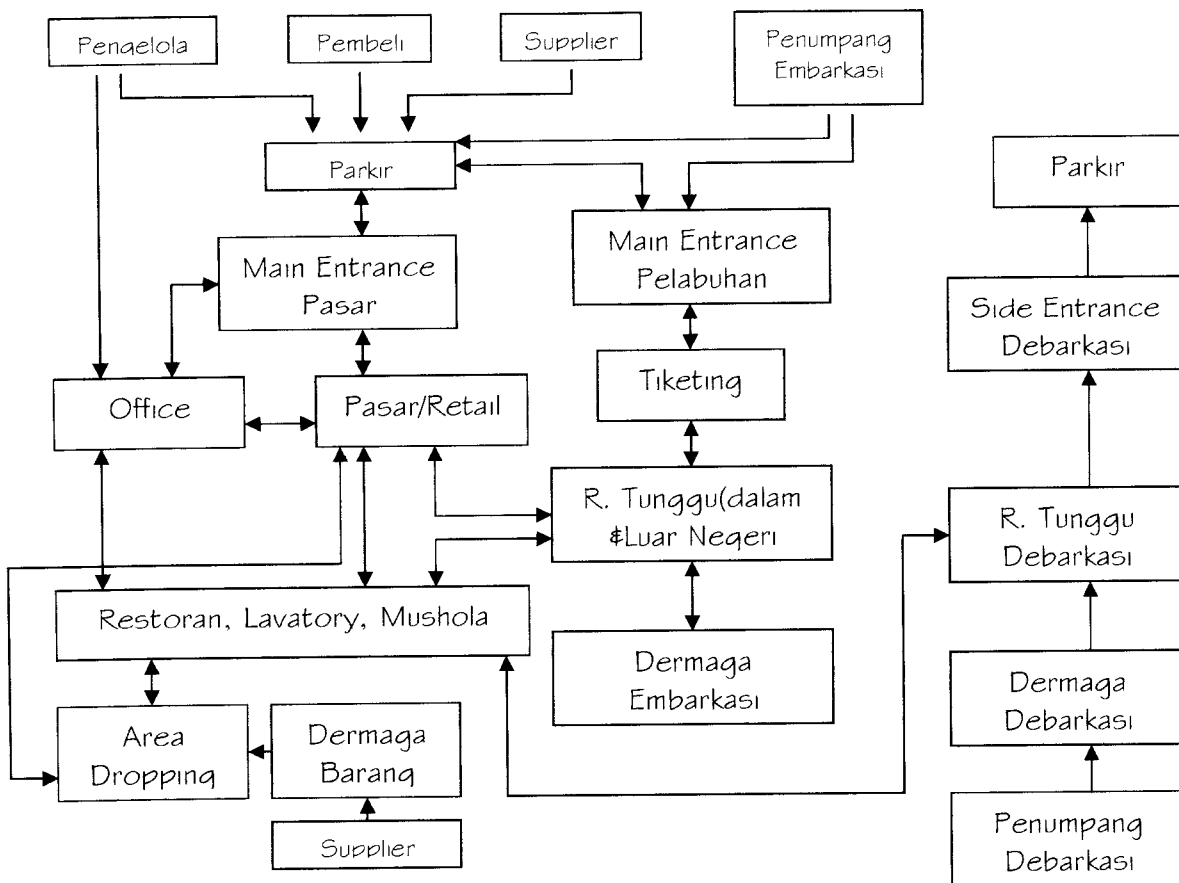 Pengelola
Pembeli
Supplier
Penumpang
Embarkasi
Parkir
Parkir
Main Entrance
Pasar
Main Entrance
Pelabuhan
Side Entrance
Debarkasi
Office
Pasar/Retail
Tiketing
R. Tunggu(dalam
&Luar Negeri
R. Tunggu
Debarkasi
Restoran, Lavatory, Mushola
Dermaga
Embarkasi
Dermaga
Debarkasi
Area
Dropping
Dermaga
Barang
Supplier
Penumpang
Debarkasi